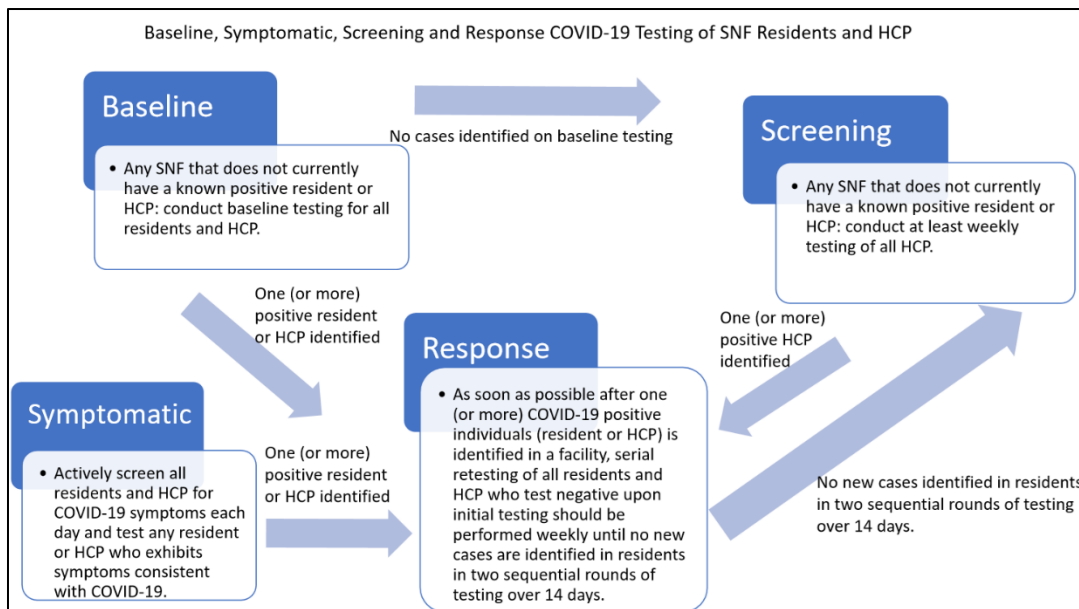 Baseline, Symptomatic, Screening and Response COVID-19 Testing of SNF Residents and HCP
Baseline
• Any SNF that does not currently
have a known positive resident or
HCP: conduct baseline testing for all
residents and HCP.
No cases identified on baseline testing
Screening
• Any SNF that does not currently
have a known positive resident or
HCP: conduct at least weekly
testing of all HCP.
One (or more)
positive resident
or HCP identified
One (or more)
positive HCP
identified
Symptomatic
• Actively screen all
residents and HCP for
COVID-19 symptoms each
day and test any resident
or HCP who exhibits
symptoms consistent
with COVID-19.
One (or more)
positive resident
or HCP identified
Response
• As soon as possible after one
(or more) COVID-19 positive
individuals (resident or HCP) is
identified in a facility, serial
retesting of all residents and
HCP who test negative upon
initial testing should be
performed weekly until no new
cases are identified in residents
in two sequential rounds of
testing over 14 days.
No new cases identified in residents
in two sequential rounds of testing
over 14 days.